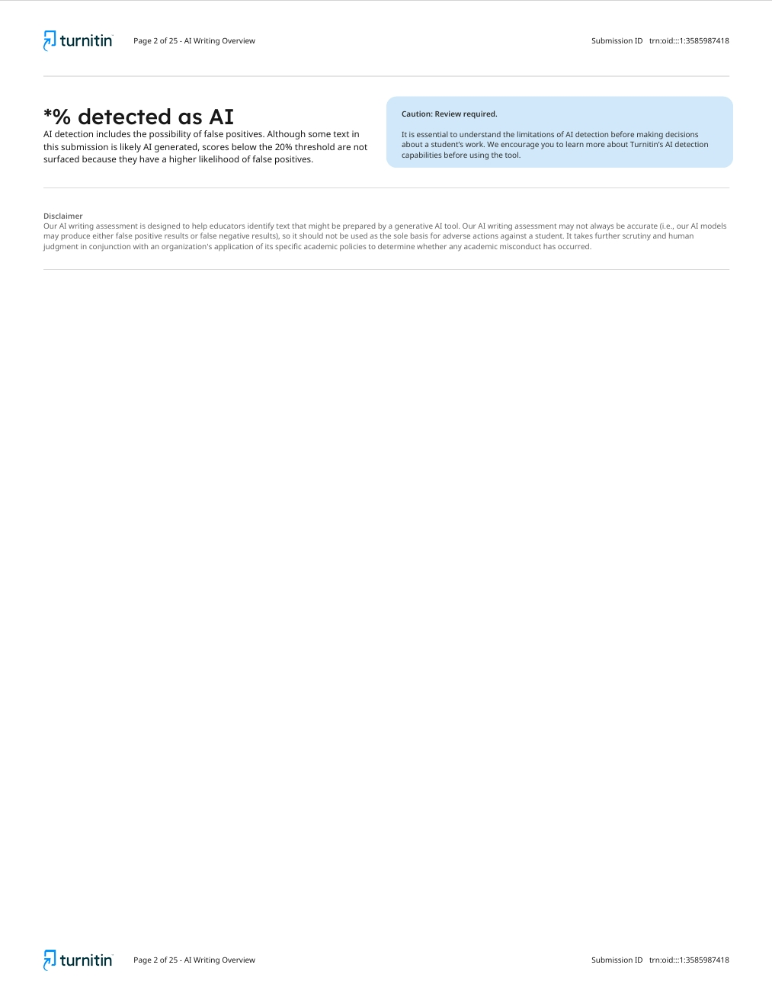 turnitin Page 2 of 25 - AI Writing Overview Submission ID trn:oid:::1:3585987418
*% detected as AI
AI detection includes the possibility of false positives. Although some text in
this submission is likely AI generated, scores below the 20% threshold are not
surfaced because they have a higher likelihood of false positives.
Caution: Review required.
It is essential to understand the limitations of AI detection before making decisions
about a student's work. We encourage you to learn more about Turnitin's AI detection
capabilities before using the tool.
Disclaimer
Our AI writing assessment is designed to help educators identify text that might be prepared by a generative AI tool. Our AI writing assessment may not always be accurate (i.e., our AI models
may produce either false positive results or false negative results), so it should not be used as the sole basis for adverse actions against a student. It takes further scrutiny and human
judgment in conjunction with an organization's application of its specific academic policies to determine whether any academic misconduct has occurred.
turnitin Page 2 of 25 - AI Writing Overview Submission ID trn:oid:::1:3585987418